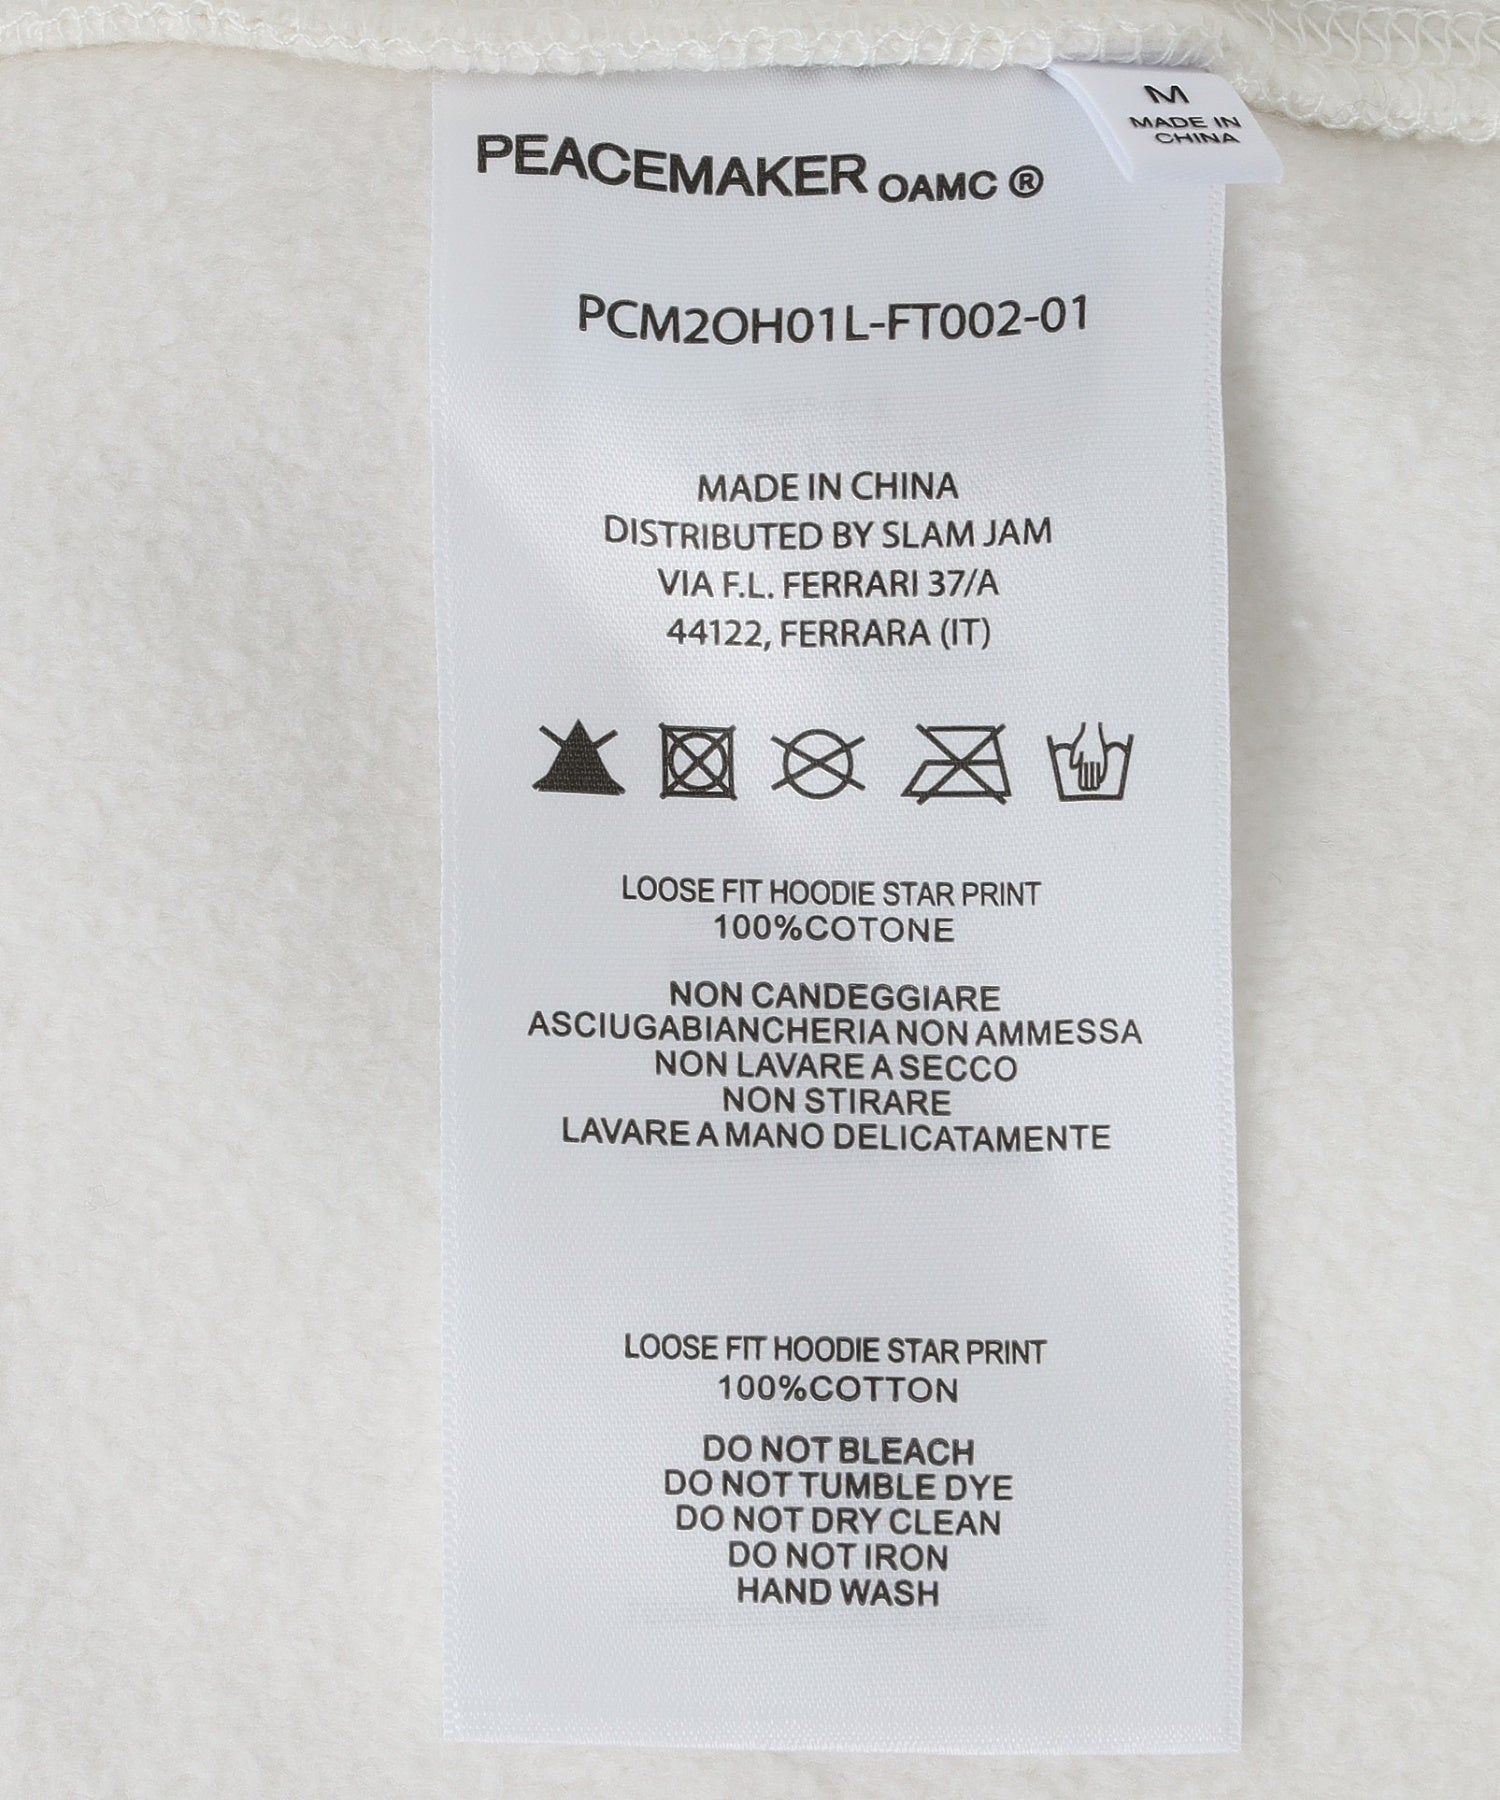 M
MADE IN
CHINA
PEACEMAKER OAMC ®
PCM2OH01L-FT002-01
MADE IN CHINA
DISTRIBUTED BY SLAM JAM
VIA F.L. FERRARI 37/A
44122, FERRARA (IT)
LOOSE FIT HOODIE STAR PRINT
100%COTONE
NON CANDEGGIARE
ASCIUGABIANCHERIA NON AMMESSA
NON LAVARE A SECCO
NON STIRARE
LAVARE A MANO DELICATAMENTE
LOOSE FIT HOODIE STAR PRINT
100%COTTON
DO NOT BLEACH
DO NOT TUMBLE DYE
DO NOT DRY CLEAN
DO NOT IRON
HAND WASH